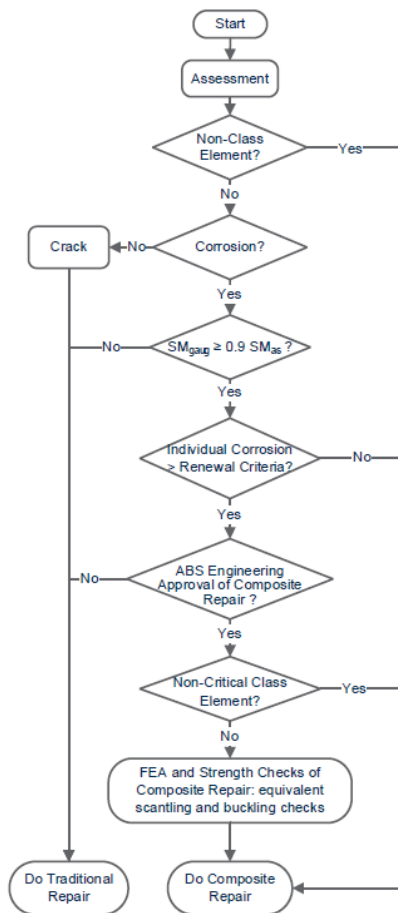 Start
Assessment
Non-Class
Element?
Yes
No
Crack
No
Corrosion?
Yes
No
SMgaug ≥ 0.9 SMas ?
Yes
Individual Corrosion
> Renewal Criteria?
No
Yes
ABS Engineering
Approval of Composite
Repair ?
No
Yes
Non-Critical Class
Element?
Yes
No
FEA and Strength Checks of
Composite Repair: equivalent
scantling and buckling checks
Do Traditional
Repair
Do Composite
Repair